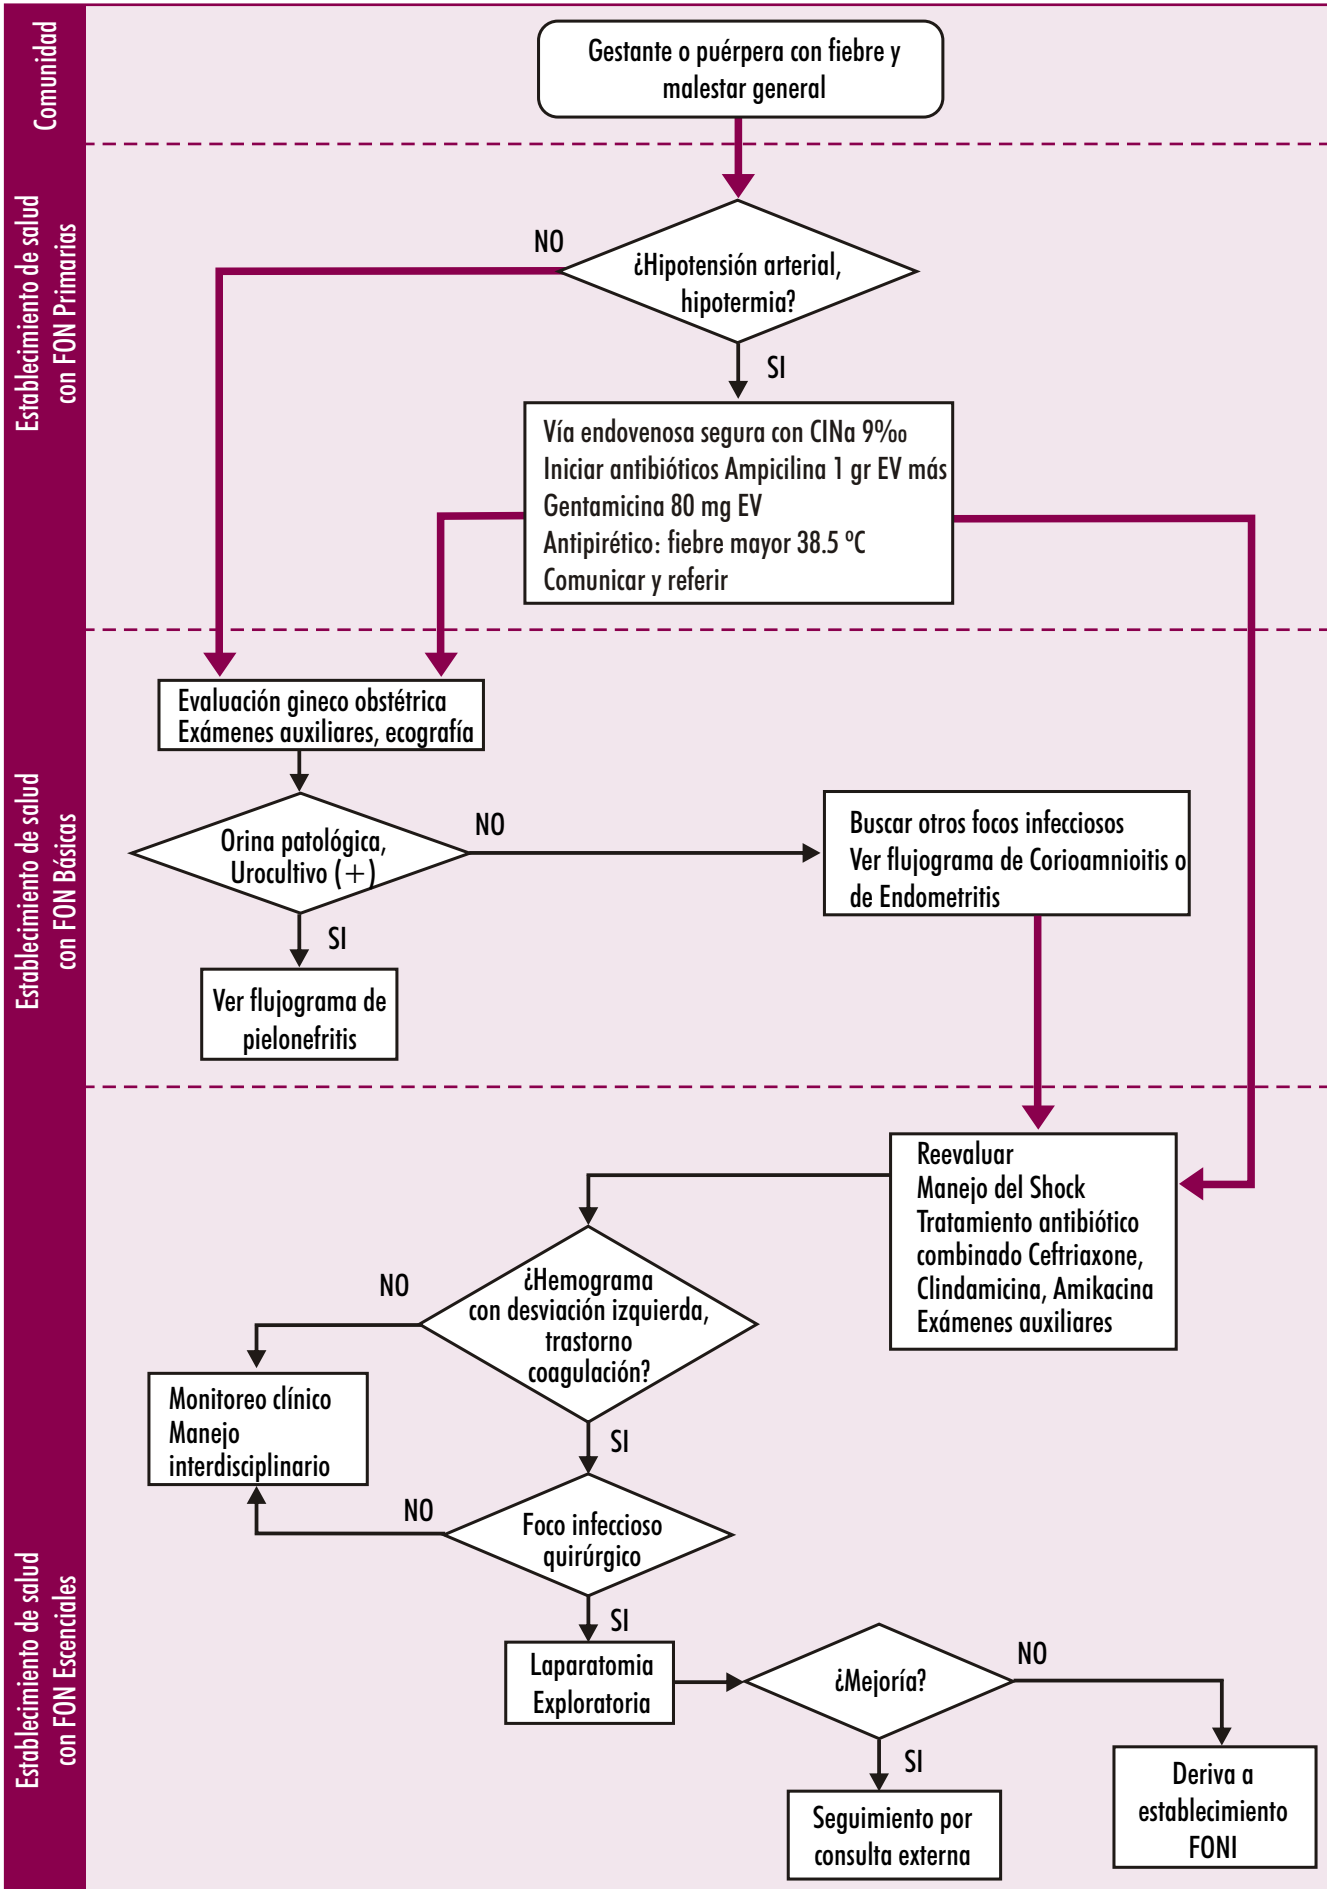 Comunidad
Gestante o puérpera con fiebre y
malestar general
Establecimiento de salud
con FON Primarias
NO
¿Hipotensión arterial,
hipotermia?
SI
Vía endovenosa segura con ClNa 9‰
Iniciar antibióticos Ampicilina 1 gr EV más
Gentamicina 80 mg EV
Antipirético: fiebre mayor 38.5 ºC
Comunicar y referir
Establecimiento de salud
con FON Básicas
Evaluación gineco obstétrica
Exámenes auxiliares, ecografía
Orina patológica,
Urocultivo (+)
NO
SI
Buscar otros focos infecciosos
Ver flujograma de Corioamnioitis o
de Endometritis
Ver flujograma de
pielonefritis
Establecimiento de salud
con FON Escenciales
Reevaluar
Manejo del Shock
Tratamiento antibiótico
combinado Ceftriaxone,
Clindamicina, Amikacina
Exámenes auxiliares
¿Hemograma
con desviación izquierda,
trastorno
coagulación?
NO
SI
Monitoreo clínico
Manejo
interdisciplinario
NO
Foco infeccioso
quirúrgico
SI
Laparatomia
Exploratoria
¿Mejoría?
NO
SI
Seguimiento por
consulta externa
Deriva a
establecimiento
FONI